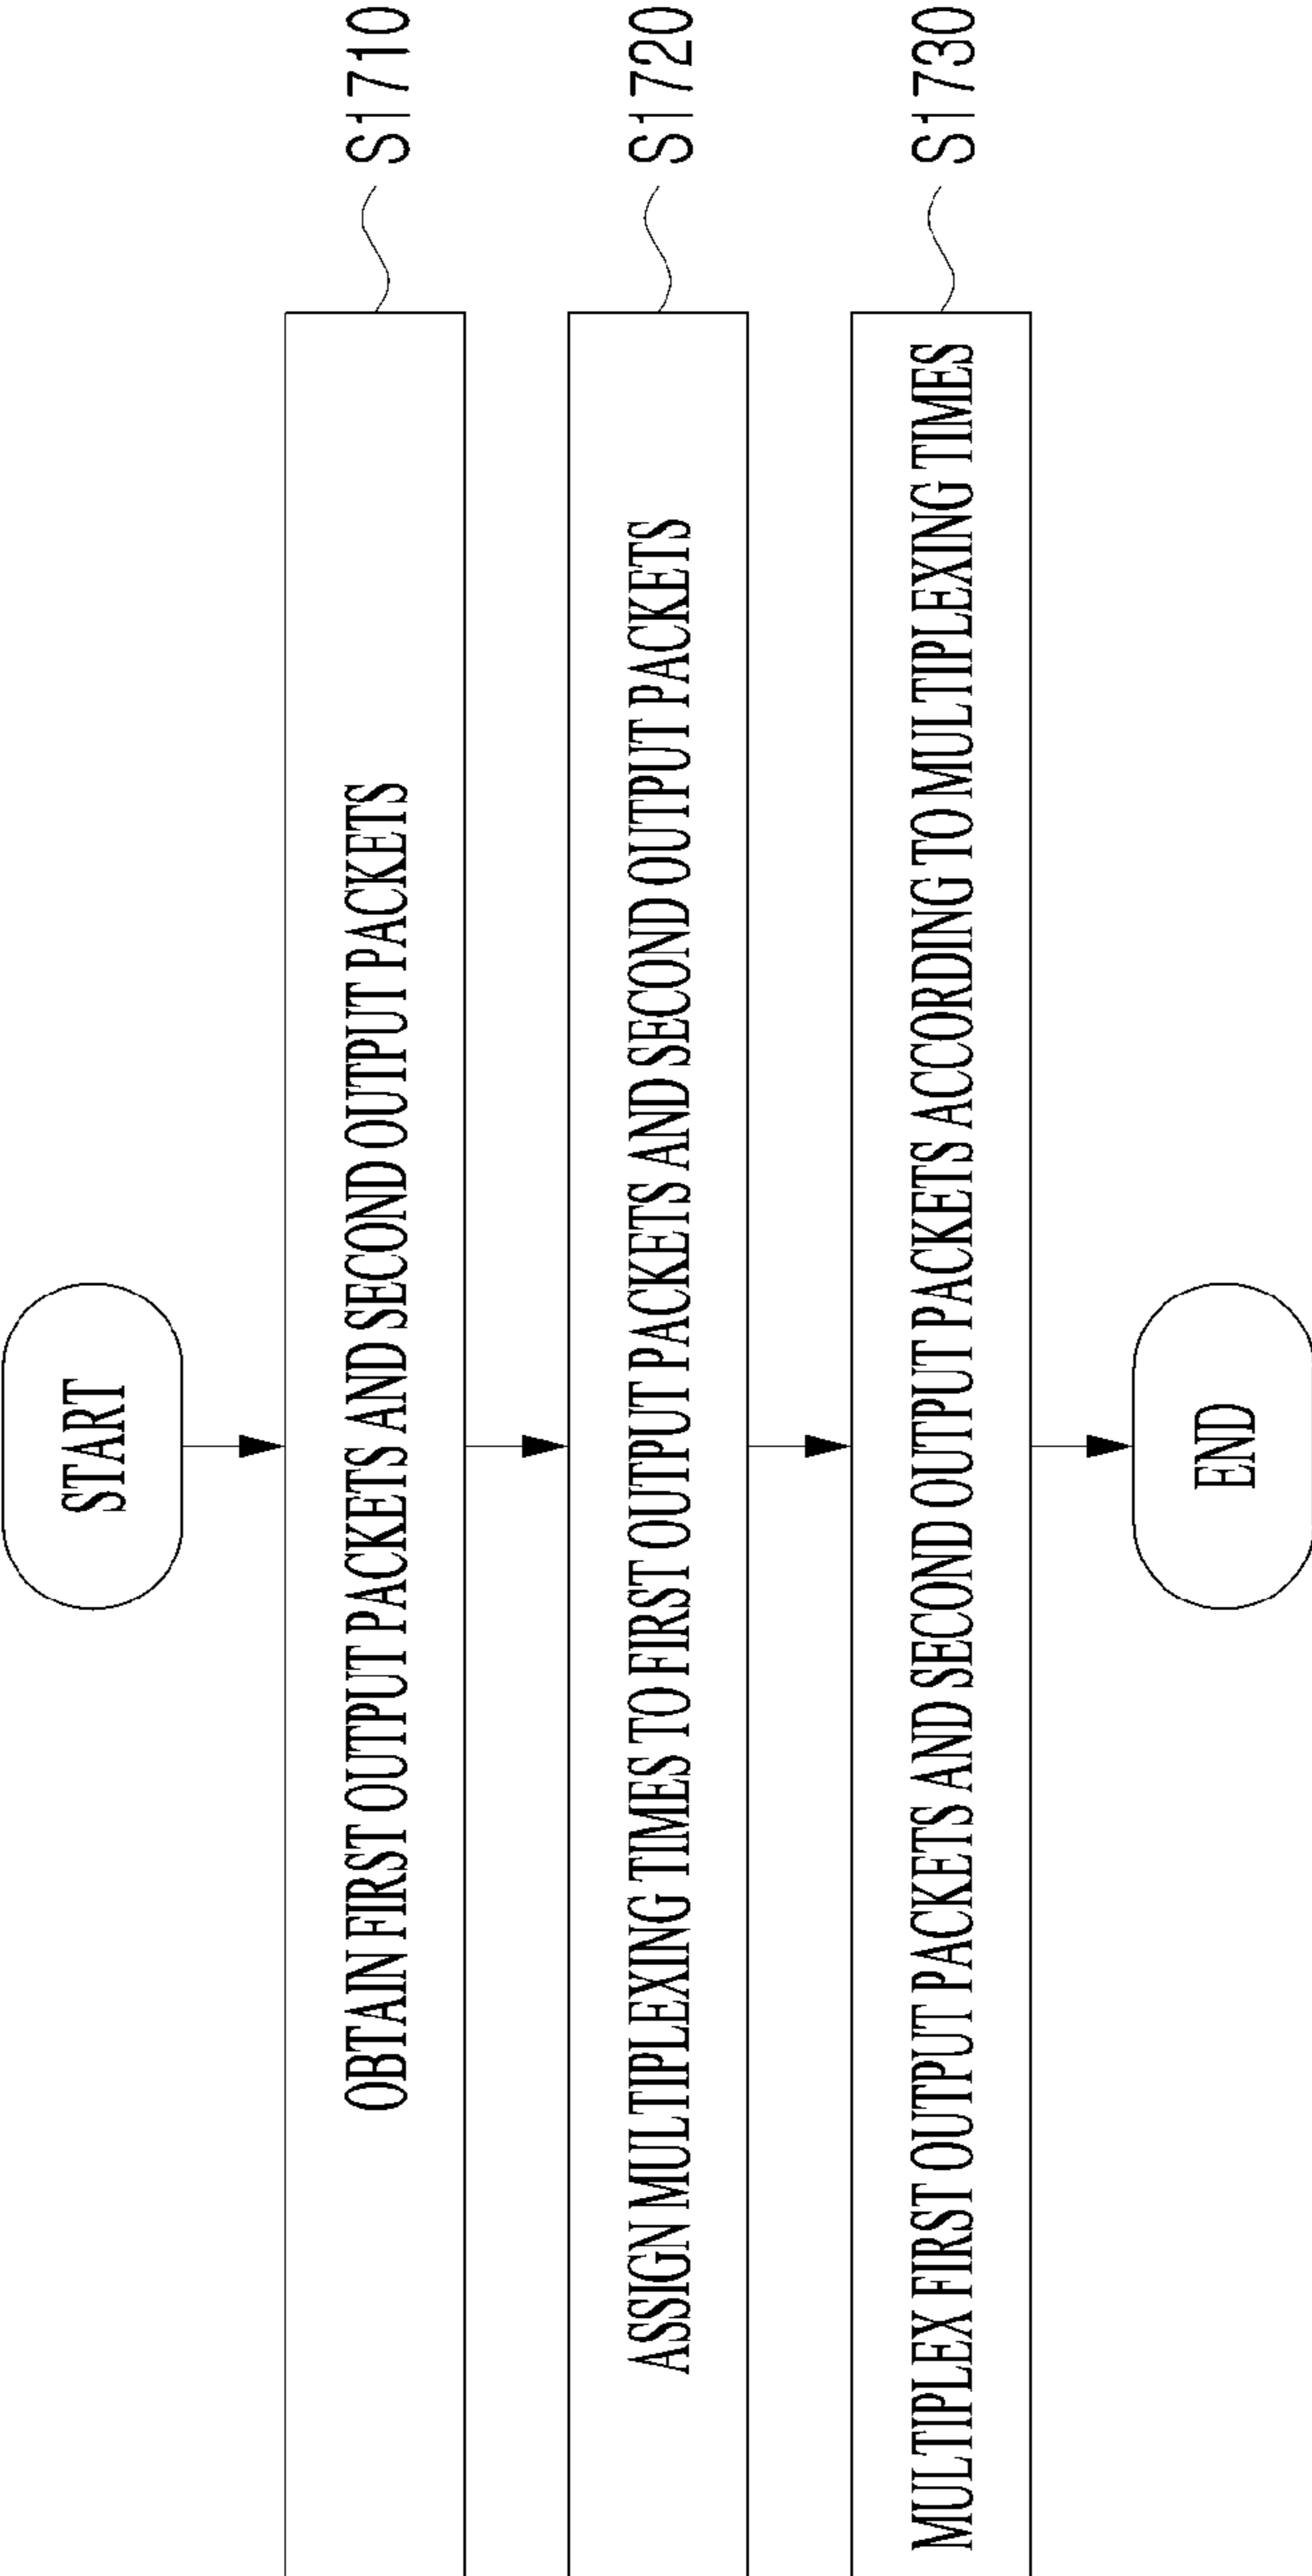 START
OBTAIN FIRST OUTPUT PACKETS AND SECOND OUTPUT PACKETS
S1710
ASSIGN MULTIPLEXING TIMES TO FIRST OUTPUT PACKETS AND SECOND OUTPUT PACKETS
S1720
MULTIPLEX FIRST OUTPUT PACKETS AND SECOND OUTPUT PACKETS ACCORDING TO MULTIPLEXING TIMES
S1730
END